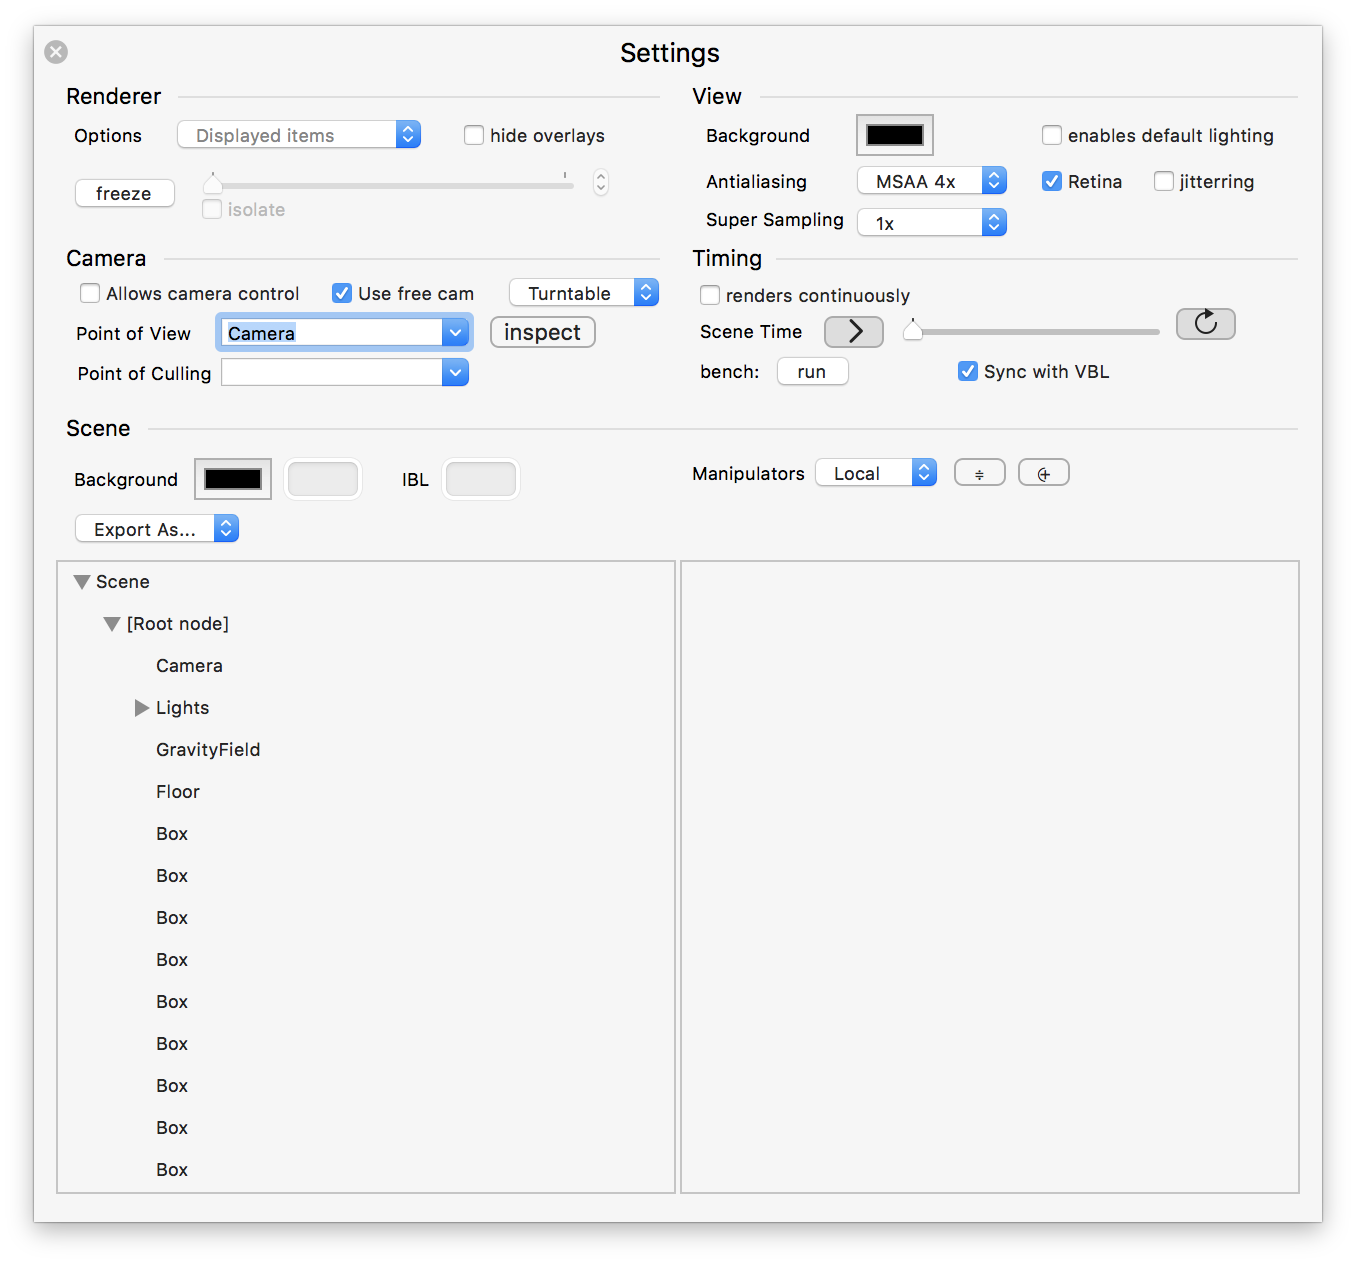 Settings
Renderer
Options Displayed items hide overlays
freeze
isolate
View
Background enables default lighting
Antialiasing MSAA 4x Retina jitterring
Super Sampling 1x
Camera
Allows camera control Use free cam Turntable
Point of View Camera inspect
Point of Culling
Timing
renders continuously
Scene Time
bench: run Sync with VBL
Scene
Background IBL
Manipulators Local
Export As...
Scene
[Root node]
Camera
Lights
GravityField
Floor
Box
Box
Box
Box
Box
Box
Box
Box
Box